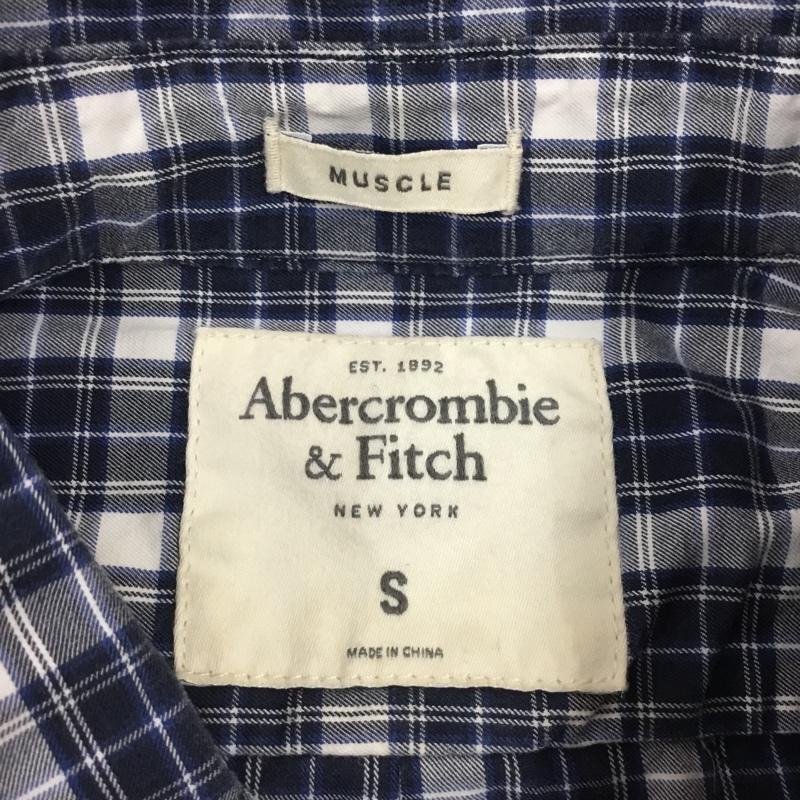 MUSCLE
EST. 1892
Abercrombie
& Fitch
NEW YORK
S
MADE IN CHINA